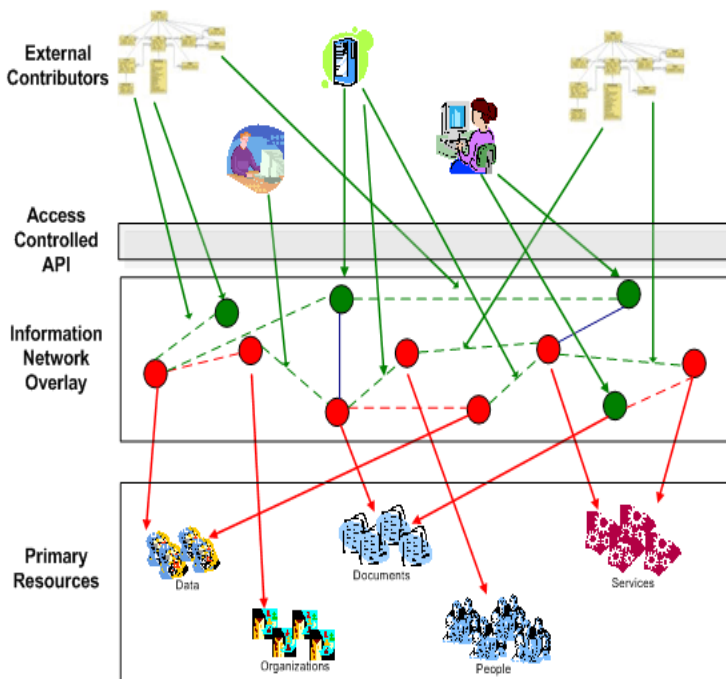 External
Contributors
Access
Controlled
API
Information
Network
Overlay
Primary
Resources
Data
Documents
Services
Organizations
People